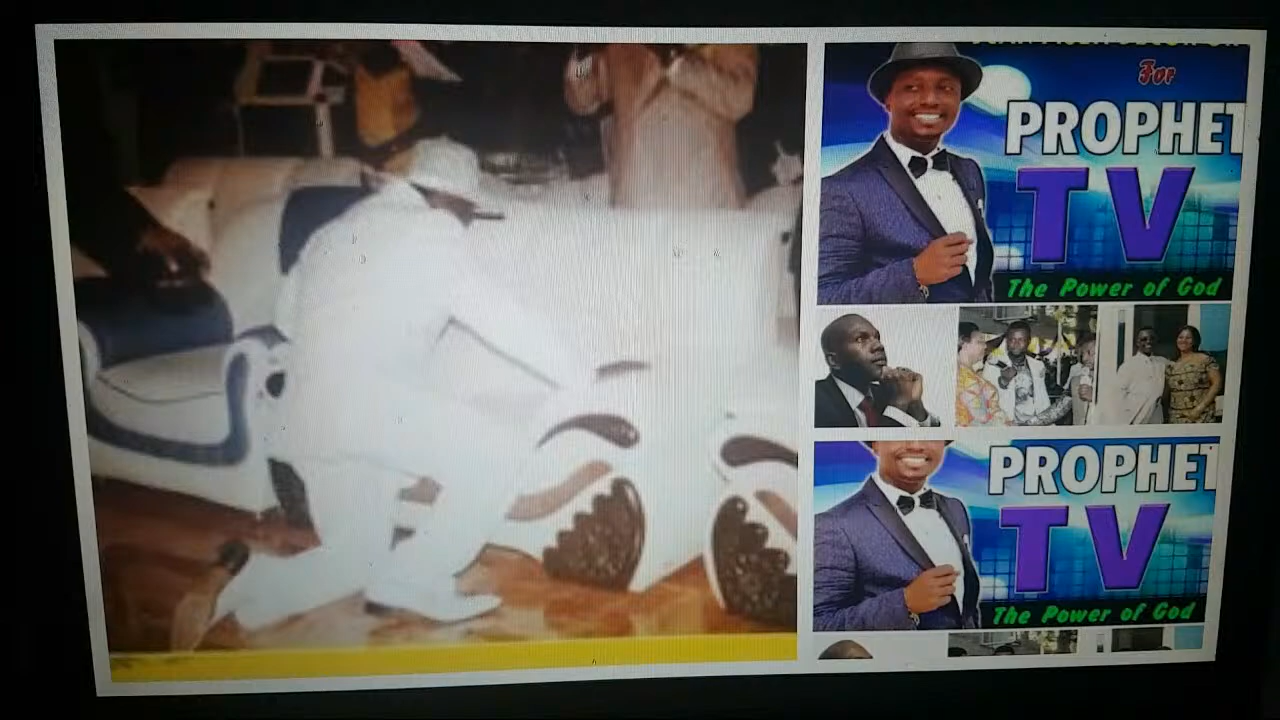 For
PROPHET
TV
The Power of God
PROPHET
TV
The Power of God